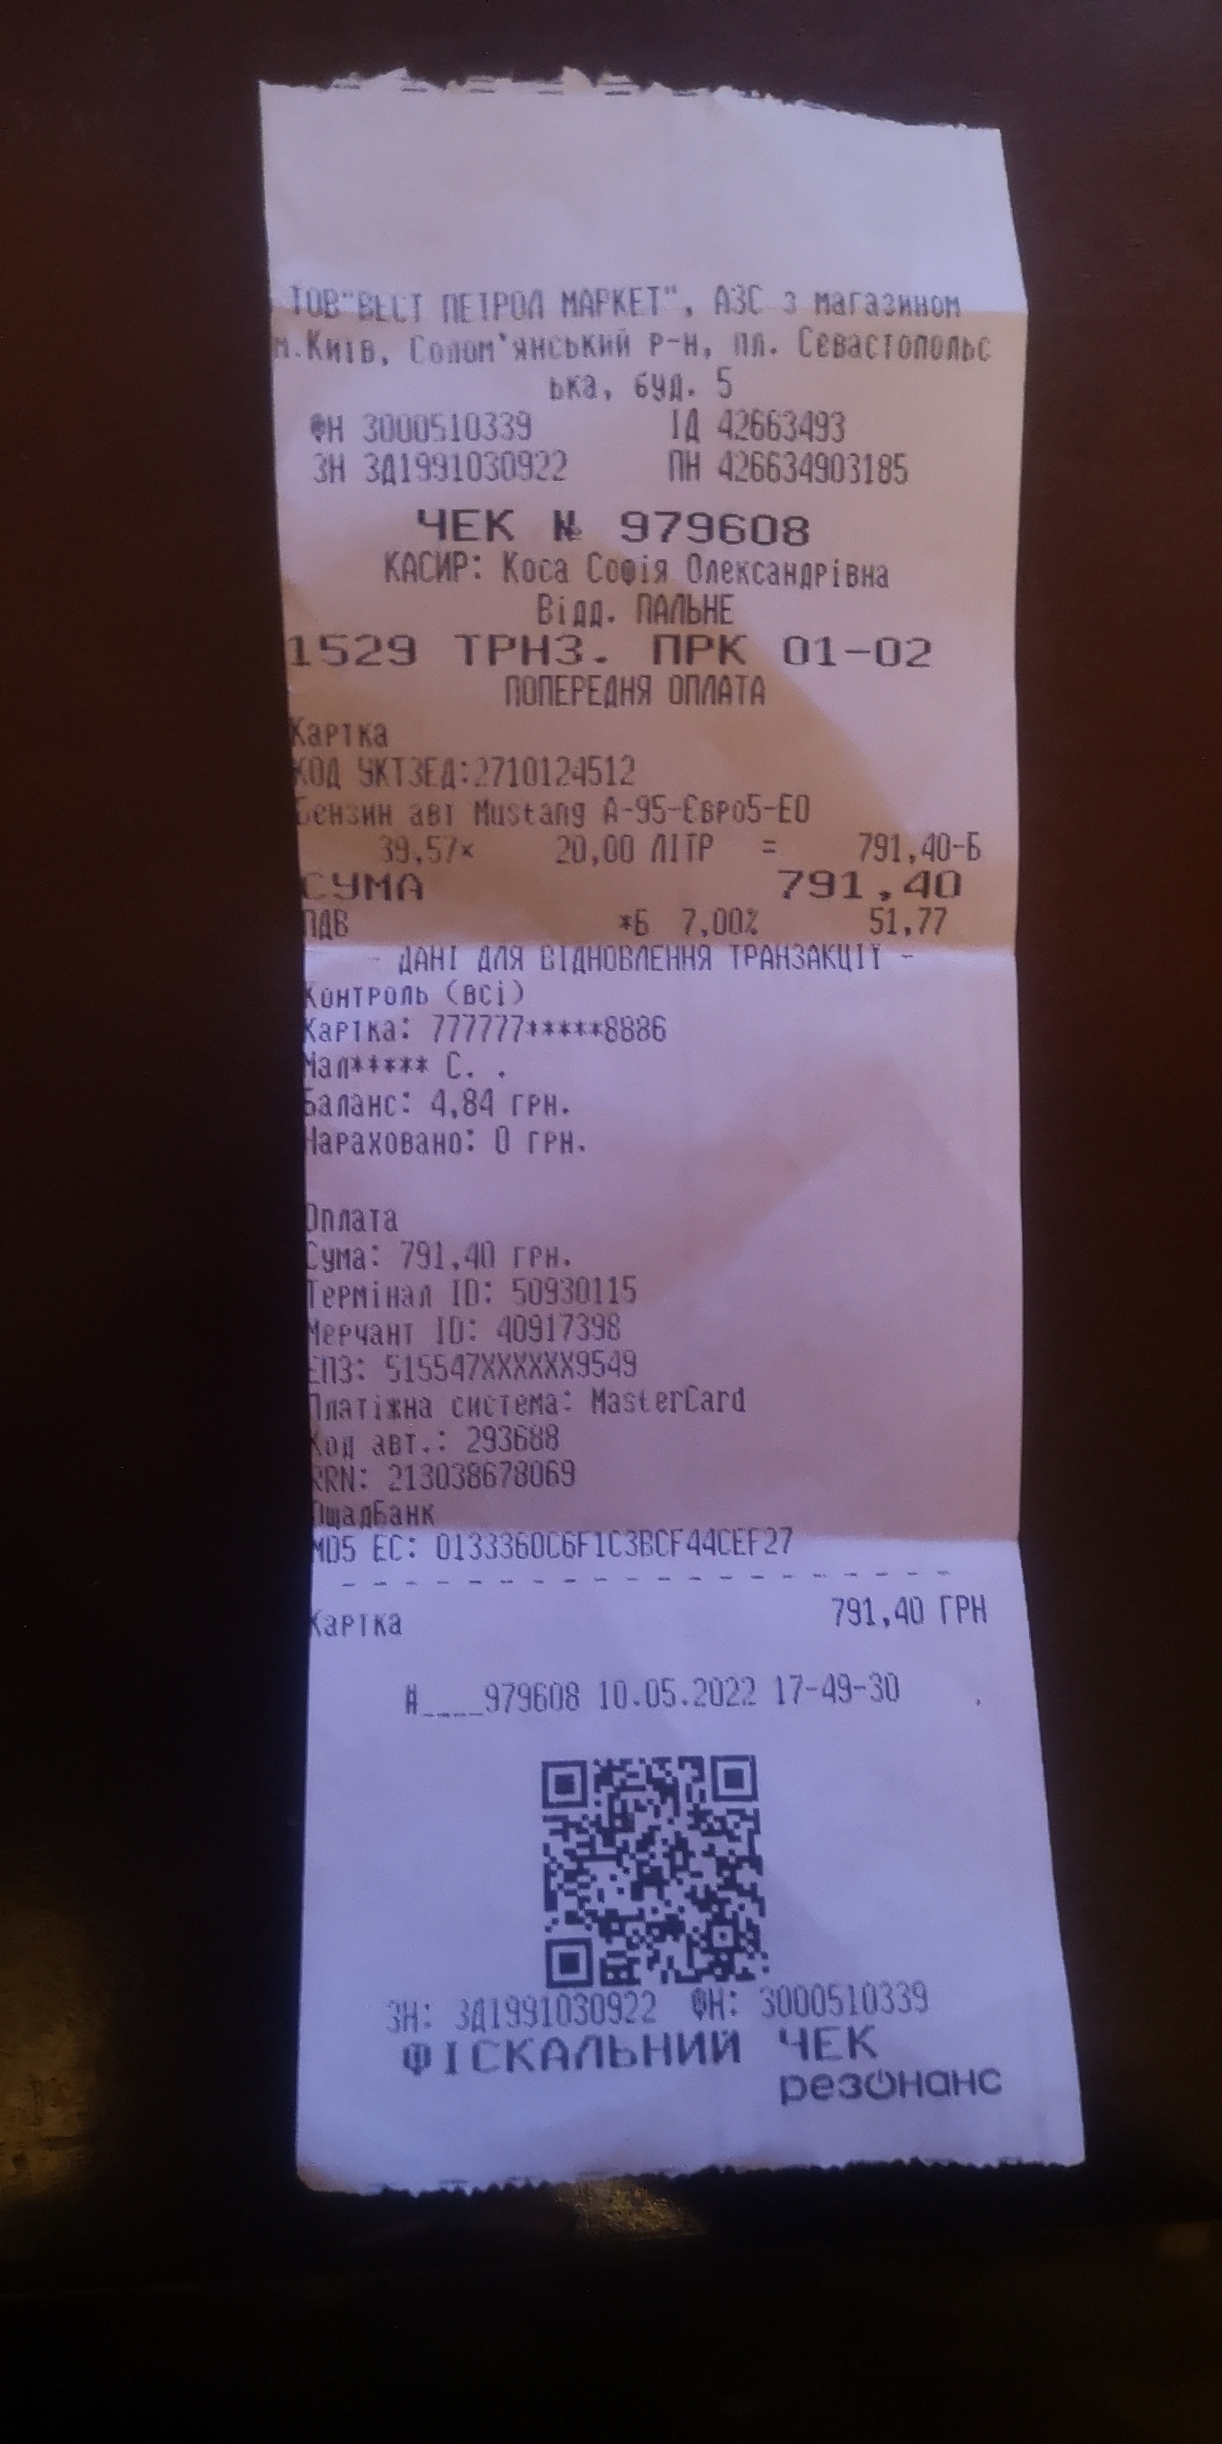 ТОВ"ВЕСТ ПЕТРОЛ МАРКЕТ", АЗС з магазином
м.Київ, Солом'янський р-н, пл. Севастопольс
ька, буд. 5
ФН 3000510339 ІД 42663493
ЗН ЗД1991030922 ПН 426634903185
ЧЕК № 979608
КАСИР: Коса Софія Олександрівна
Відд. ПАЛЬНЕ
1529 ТРНЗ. ПРК 01-02
ПОПЕРЕДНЯ ОПЛАТА
Картка
КОД УКТЗЕД:2710124512
Бензин авт Mustang А-95-Євро5-Е0
39,57× 20,00 ЛІТР = 791,40-Б
СУМА 791,40
ПДВ *Б 7,00% 51,77
- ДАНІ ДЛЯ ВІДНОВЛЕННЯ ТРАНЗАКЦІЇ -
Контроль (всі)
Картка: 777777*****8886
Мал***** С. .
Баланс: 4,84 грн.
Нараховано: 0 грн.
Оплата
Сума: 791,40 грн.
Термінал ID: 50930115
Мерчант ID: 40917398
ЕПЗ: 515547XXXXXX9549
Платіжна система: MasterCard
Код авт.: 293688
RRN: 213038678069
Ощадбанк
MD5 EC: 0133360C6F1C3BCF44CEF27
- - - - - - - - - - - - - - - - - - - -
Картка 791,40 ГРН
№____979608 10.05.2022 17-49-30
ЗН: ЗД1991030922 ФН: 3000510339
ФІСКАЛЬНИЙ ЧЕК
резонанс